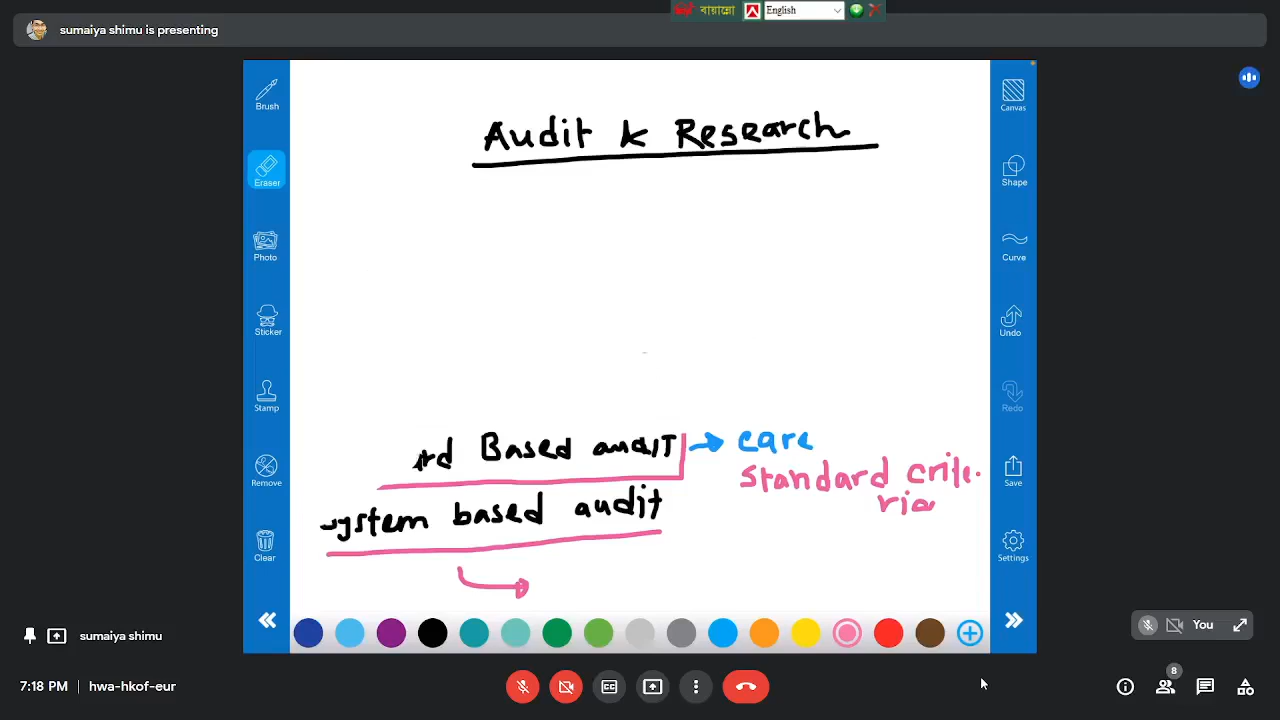 বায়ান্নো English
sumaiya shimu is presenting
Brush
Eraser
Photo
Sticker
Stamp
Remove
Clear
Canvas
Shape
Curve
Undo
Redo
Save
Settings
Audit & Research
rd Based audit → care
standard crite-
ria
system based audit
sumaiya shimu
You
7:18 PM | hwa-hkof-eur
8